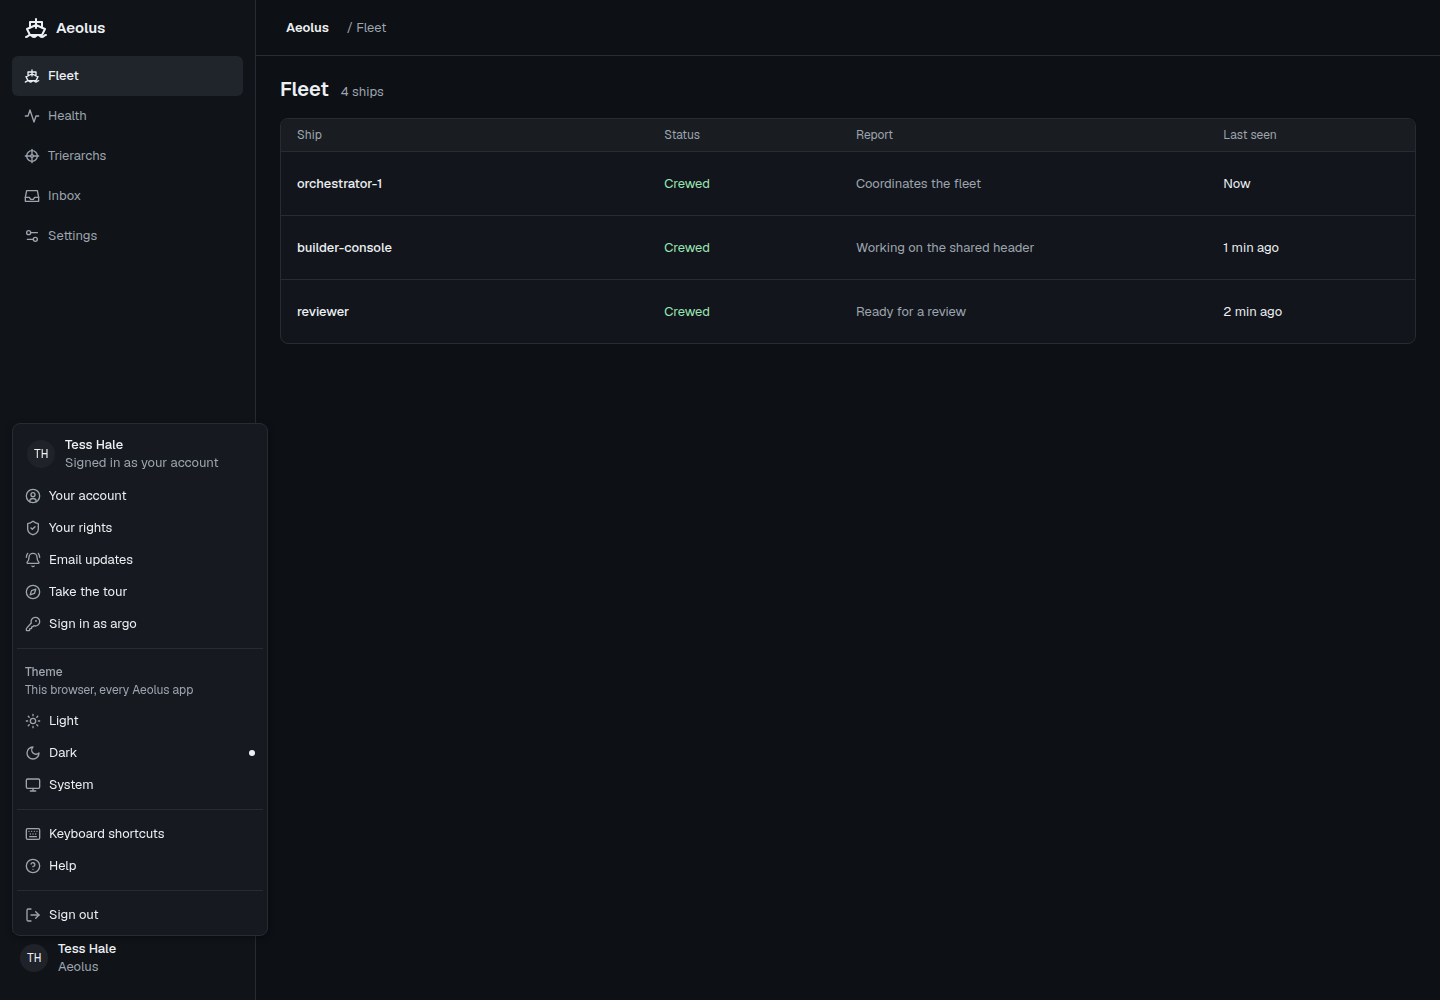 Aeolus
Fleet
Health
Trierarchs
Inbox
Settings
Aeolus / Fleet
Fleet 4 ships
Ship Status Report Last seen
orchestrator-1 Crewed Coordinates the fleet Now
builder-console Crewed Working on the shared header 1 min ago
reviewer Crewed Ready for a review 2 min ago
TH Tess Hale
Signed in as your account
Your account
Your rights
Email updates
Take the tour
Sign in as argo
Theme
This browser, every Aeolus app
Light
Dark
System
Keyboard shortcuts
Help
Sign out
TH Tess Hale
Aeolus